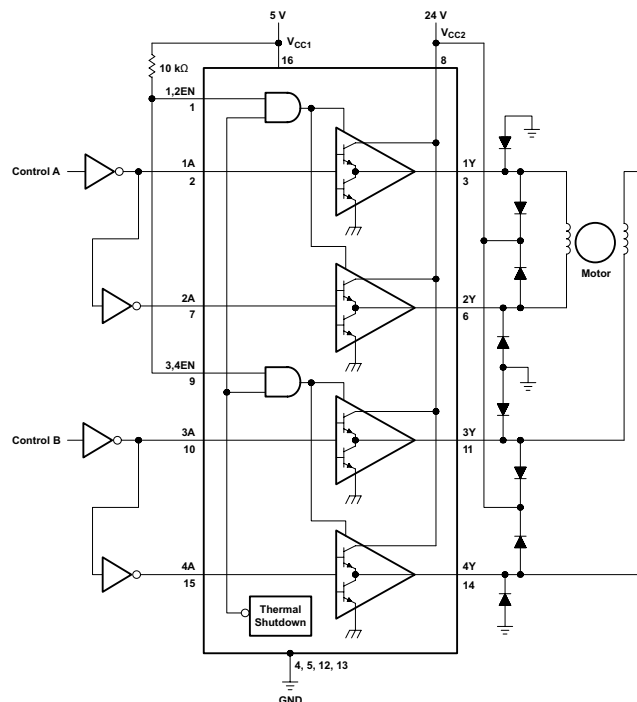 5 V
24 V
VCC1
VCC2
16
8
10 kΩ
1,2EN
1
Control A
1A
2
1Y
3
Motor
2A
7
2Y
6
3,4EN
9
Control B
3A
10
3Y
11
4A
15
4Y
14
Thermal
Shutdown
4, 5, 12, 13
GND